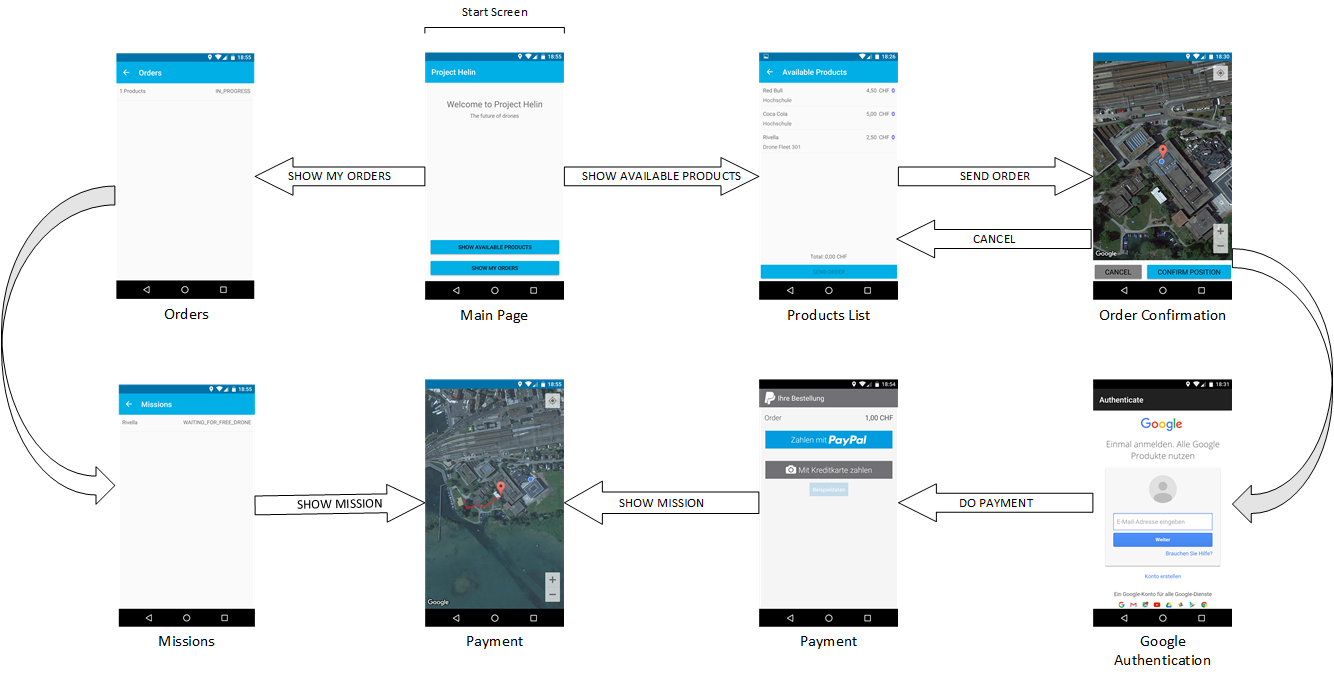 Start Screen
18:55
Orders
1 Products IN_PROGRESS
Orders
18:55
Project Helin
Welcome to Project Helin
The future of drones
SHOW AVAILABLE PRODUCTS
SHOW MY ORDERS
Main Page
18:26
Available Products
Red Bull 4,50 CHF 0
Hochschule
Coca Cola 5,00 CHF 0
Hochschule
Rivella 2,50 CHF 0
Drone Fleet 301
Total: 0,00 CHF
SEND ORDER
Products List
18:30
Google
CANCEL CONFIRM POSITION
Order Confirmation
SHOW MY ORDERS
SHOW AVAILABLE PRODUCTS
SEND ORDER
CANCEL
18:55
Missions
Rivella WAITING_FOR_FREE_DRONE
Missions
SHOW MISSION
18:55
Google
Payment
SHOW MISSION
18:54
Ihre Bestellung
Order 1,00 CHF
Zahlen mit PayPal
Mit Kreditkarte zahlen
Payment
DO PAYMENT
18:31
Authenticate
Google
Einmal anmelden. Alle Google
Produkte nutzen
E-Mail-Adresse eingeben
Weiter
Brauchen Sie Hilfe?
Konto erstellen
Ein Google-Konto für alle Google-Dienste
Google
Authentication